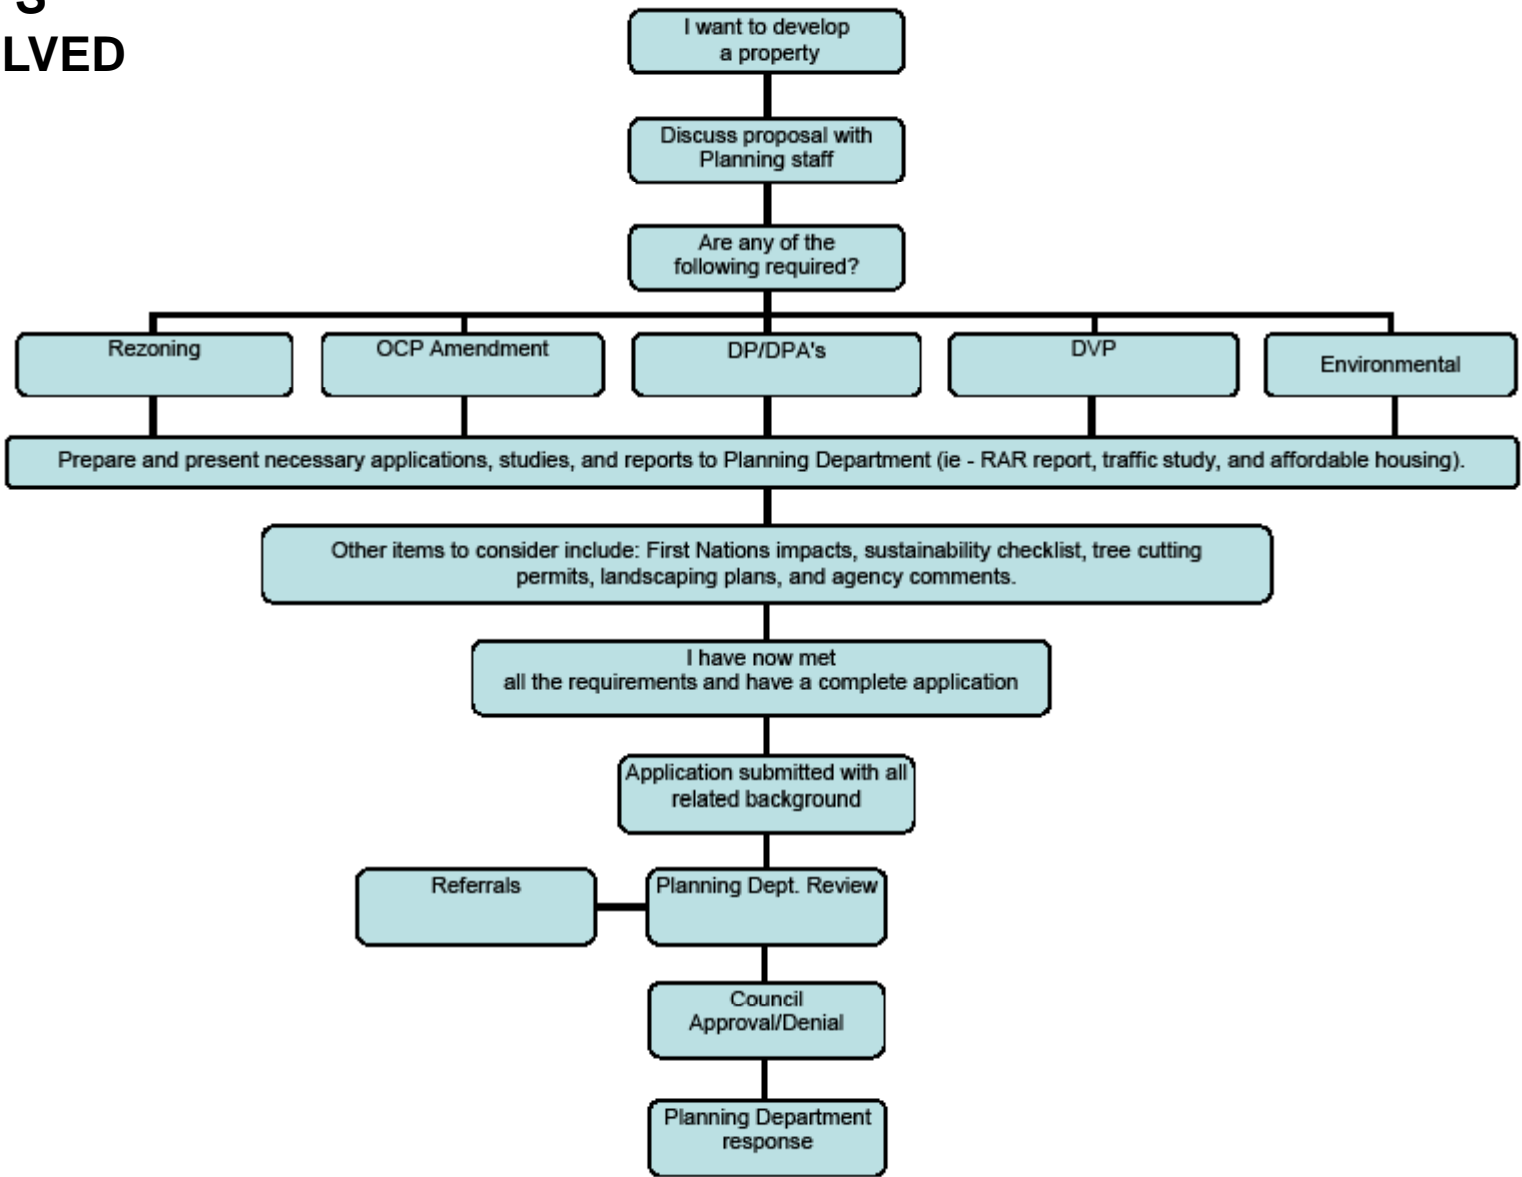 'S
LVED
I want to develop
a property
Discuss proposal with
Planning staff
Are any of the
following required?
Rezoning
OCP Amendment
DP/DPA's
DVP
Environmental
Prepare and present necessary applications, studies, and reports to Planning Department (ie - RAR report, traffic study, and affordable housing).
Other items to consider include: First Nations impacts, sustainability checklist, tree cutting
permits, landscaping plans, and agency comments.
I have now met
all the requirements and have a complete application
Application submitted with all
related background
Referrals
Planning Dept. Review
Council
Approval/Denial
Planning Department
response